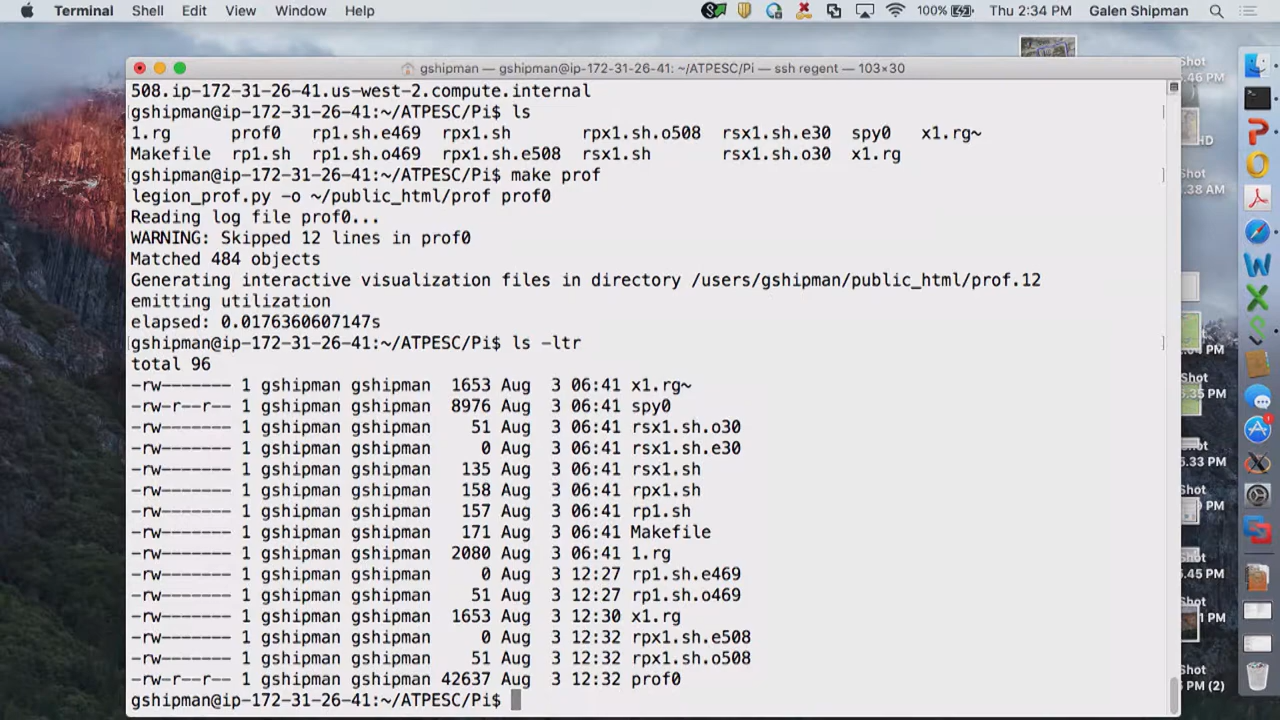 Terminal Shell Edit View Window Help 100% Thu 2:34 PM Galen Shipman
gshipman — gshipman@ip-172-31-26-41: ~/ATPESC/Pi — ssh regent — 103×30
508.ip-172-31-26-41.us-west-2.compute.internal
gshipman@ip-172-31-26-41:~/ATPESC/Pi$ ls
1.rg prof0 rp1.sh.e469 rpx1.sh rpx1.sh.o508 rsx1.sh.e30 spy0 x1.rg~
Makefile rp1.sh rp1.sh.o469 rpx1.sh.e508 rsx1.sh rsx1.sh.o30 x1.rg
gshipman@ip-172-31-26-41:~/ATPESC/Pi$ make prof
legion_prof.py -o ~/public_html/prof prof0
Reading log file prof0...
WARNING: Skipped 12 lines in prof0
Matched 484 objects
Generating interactive visualization files in directory /users/gshipman/public_html/prof.12
emitting utilization
elapsed: 0.0176360607147s
gshipman@ip-172-31-26-41:~/ATPESC/Pi$ ls -ltr
total 96
-rw------- 1 gshipman gshipman 1653 Aug 3 06:41 x1.rg~
-rw-r--r-- 1 gshipman gshipman 8976 Aug 3 06:41 spy0
-rw------- 1 gshipman gshipman 51 Aug 3 06:41 rsx1.sh.o30
-rw------- 1 gshipman gshipman 0 Aug 3 06:41 rsx1.sh.e30
-rw------- 1 gshipman gshipman 135 Aug 3 06:41 rsx1.sh
-rw------- 1 gshipman gshipman 158 Aug 3 06:41 rpx1.sh
-rw------- 1 gshipman gshipman 157 Aug 3 06:41 rp1.sh
-rw------- 1 gshipman gshipman 171 Aug 3 06:41 Makefile
-rw------- 1 gshipman gshipman 2080 Aug 3 06:41 1.rg
-rw------- 1 gshipman gshipman 0 Aug 3 12:27 rp1.sh.e469
-rw------- 1 gshipman gshipman 51 Aug 3 12:27 rp1.sh.o469
-rw------- 1 gshipman gshipman 1653 Aug 3 12:30 x1.rg
-rw------- 1 gshipman gshipman 0 Aug 3 12:32 rpx1.sh.e508
-rw------- 1 gshipman gshipman 51 Aug 3 12:32 rpx1.sh.o508
-rw-r--r-- 1 gshipman gshipman 42637 Aug 3 12:32 prof0
gshipman@ip-172-31-26-41:~/ATPESC/Pi$